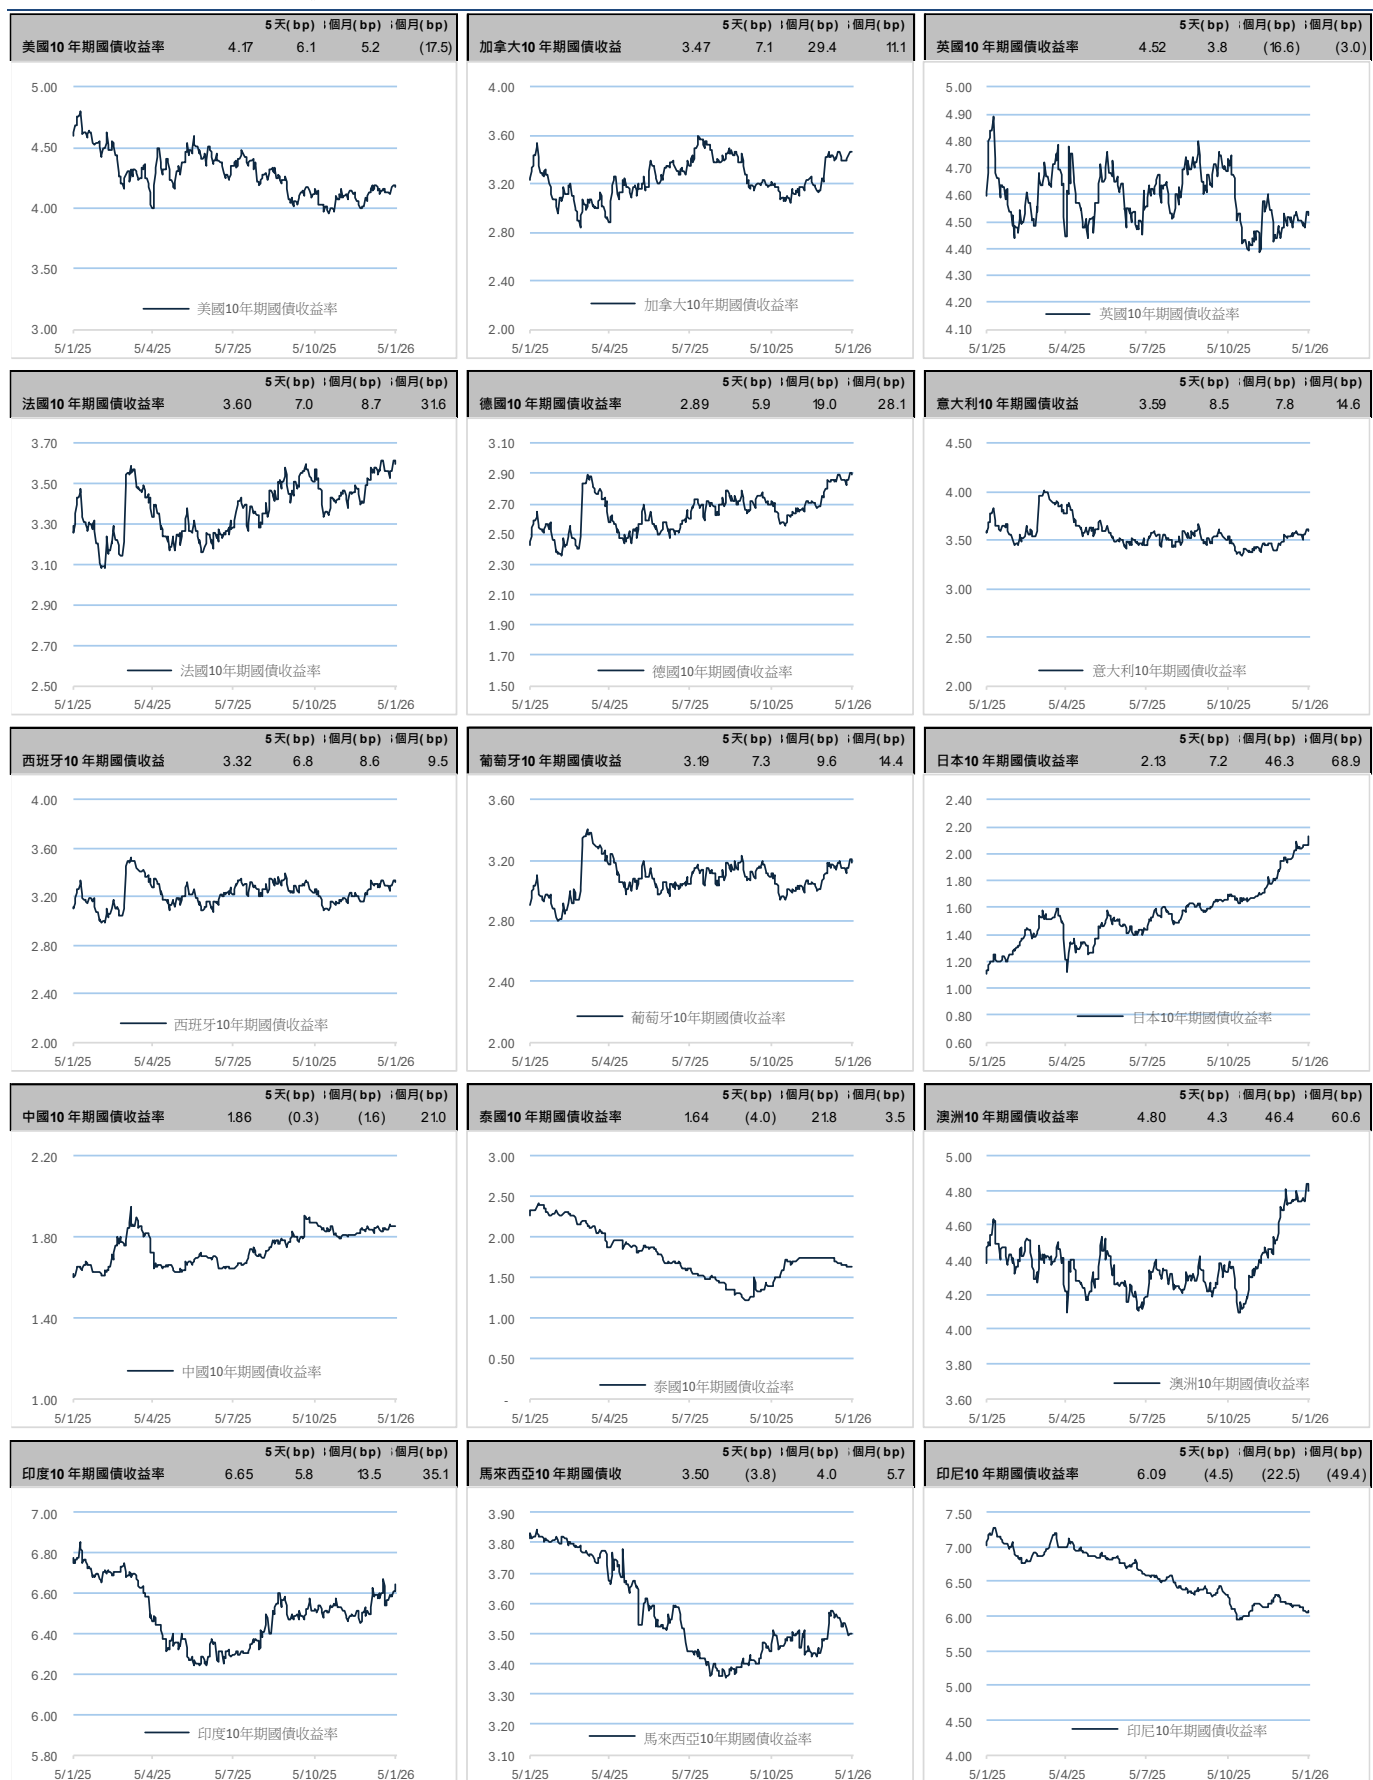 5天(bp) 個月(bp) 個月(bp)
美國10年期國債收益率 4.17 6.1 5.2 (17.5)
5.00
4.50
4.00
3.50
3.00
美國10年期國債收益率
5/1/25 5/4/25 5/7/25 5/10/25 5/1/26
5天(bp) 個月(bp) 個月(bp)
加拿大10年期國債收益 3.47 7.1 29.4 11.1
4.00
3.60
3.20
2.80
2.40
2.00
加拿大10年期國債收益率
5/1/25 5/4/25 5/7/25 5/10/25 5/1/26
5天(bp) 個月(bp) 個月(bp)
英國10年期國債收益率 4.52 3.8 (16.6) (3.0)
5.00
4.90
4.80
4.70
4.60
4.50
4.40
4.30
4.20
4.10
英國10年期國債收益率
5/1/25 5/4/25 5/7/25 5/10/25 5/1/26
5天(bp) 個月(bp) 個月(bp)
法國10年期國債收益率 3.60 7.0 8.7 31.6
3.70
3.50
3.30
3.10
2.90
2.70
2.50
法國10年期國債收益率
5/1/25 5/4/25 5/7/25 5/10/25 5/1/26
5天(bp) 個月(bp) 個月(bp)
德國10年期國債收益率 2.89 5.9 19.0 28.1
3.10
2.90
2.70
2.50
2.30
2.10
1.90
1.70
1.50
德國10年期國債收益率
5/1/25 5/4/25 5/7/25 5/10/25 5/1/26
5天(bp) 個月(bp) 個月(bp)
意大利10年期國債收益 3.59 8.5 7.8 14.6
4.50
4.00
3.50
3.00
2.50
2.00
意大利10年期國債收益率
5/1/25 5/4/25 5/7/25 5/10/25 5/1/26
5天(bp) 個月(bp) 個月(bp)
西班牙10年期國債收益 3.32 6.8 8.6 9.5
4.00
3.60
3.20
2.80
2.40
2.00
西班牙10年期國債收益率
5/1/25 5/4/25 5/7/25 5/10/25 5/1/26
5天(bp) 個月(bp) 個月(bp)
葡萄牙10年期國債收益 3.19 7.3 9.6 14.4
3.60
3.20
2.80
2.40
2.00
葡萄牙10年期國債收益率
5/1/25 5/4/25 5/7/25 5/10/25 5/1/26
5天(bp) 個月(bp) 個月(bp)
日本10年期國債收益率 2.13 7.2 46.3 68.9
2.40
2.20
2.00
1.80
1.60
1.40
1.20
1.00
0.80
0.60
日本10年期國債收益率
5/1/25 5/4/25 5/7/25 5/10/25 5/1/26
5天(bp) 個月(bp) 個月(bp)
中國10年期國債收益率 1.86 (0.3) (1.6) 21.0
2.20
1.80
1.40
1.00
中國10年期國債收益率
5/1/25 5/4/25 5/7/25 5/10/25 5/1/26
5天(bp) 個月(bp) 個月(bp)
泰國10年期國債收益率 1.64 (4.0) 21.8 3.5
3.00
2.50
2.00
1.50
1.00
0.50
-
泰國10年期國債收益率
5/1/25 5/4/25 5/7/25 5/10/25 5/1/26
5天(bp) 個月(bp) 個月(bp)
澳洲10年期國債收益率 4.80 4.3 46.4 60.6
5.00
4.80
4.60
4.40
4.20
4.00
3.80
3.60
澳洲10年期國債收益率
5/1/25 5/4/25 5/7/25 5/10/25 5/1/26
5天(bp) 個月(bp) 個月(bp)
印度10年期國債收益率 6.65 5.8 13.5 35.1
7.00
6.80
6.60
6.40
6.20
6.00
5.80
印度10年期國債收益率
5/1/25 5/4/25 5/7/25 5/10/25 5/1/26
5天(bp) 個月(bp) 個月(bp)
馬來西亞10年期國債收 3.50 (3.8) 4.0 5.7
3.90
3.80
3.70
3.60
3.50
3.40
3.30
3.20
3.10
馬來西亞10年期國債收益率
5/1/25 5/4/25 5/7/25 5/10/25 5/1/26
5天(bp) 個月(bp) 個月(bp)
印尼10年期國債收益率 6.09 (4.5) (22.5) (49.4)
7.50
7.00
6.50
6.00
5.50
5.00
4.50
4.00
印尼10年期國債收益率
5/1/25 5/4/25 5/7/25 5/10/25 5/1/26